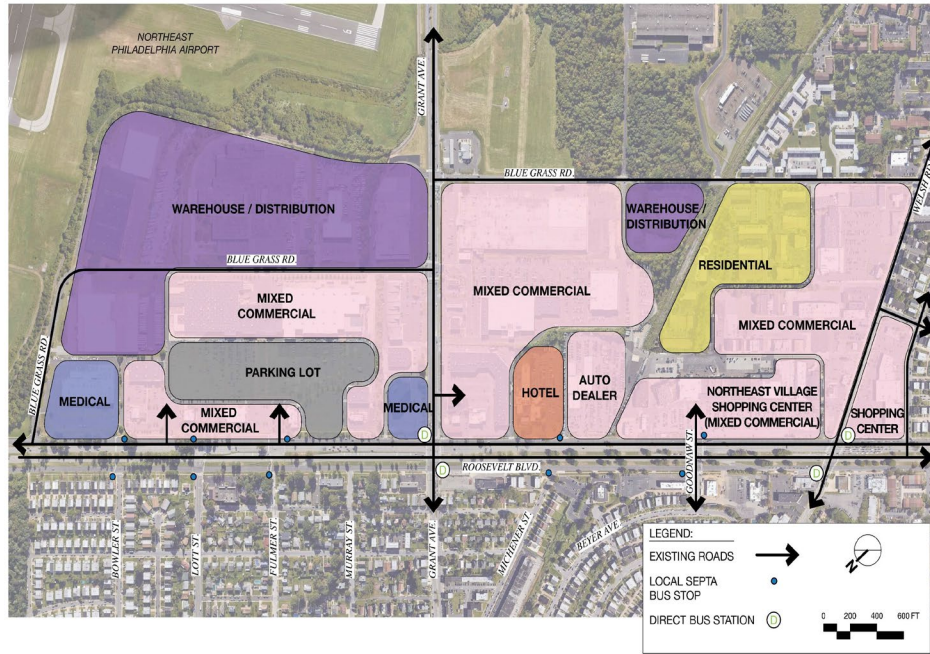 NORTHEAST
PHILADELPHIA AIRPORT
GRANT AVE.
BLUE GRASS RD.
WELSH RD.
WAREHOUSE / DISTRIBUTION
WAREHOUSE /
DISTRIBUTION
RESIDENTIAL
BLUE GRASS RD.
MIXED
COMMERCIAL
MIXED COMMERCIAL
MIXED COMMERCIAL
BLUE GRASS RD.
PARKING LOT
MEDICAL
MIXED
COMMERCIAL
MEDICAL
HOTEL
AUTO
DEALER
NORTHEAST VILLAGE
SHOPPING CENTER
(MIXED COMMERCIAL)
SHOPPING
CENTER
D
D
ROOSEVELT BLVD.
D
D
GOODNAW ST.
BOWLER ST.
LOTT ST.
FULMER ST.
MURRAY ST.
GRANT AVE.
MICHENER ST.
BEYER AVE.
LEGEND:
EXISTING ROADS
N
LOCAL SEPTA
BUS STOP
DIRECT BUS STATION D
0 200 400 600 FT